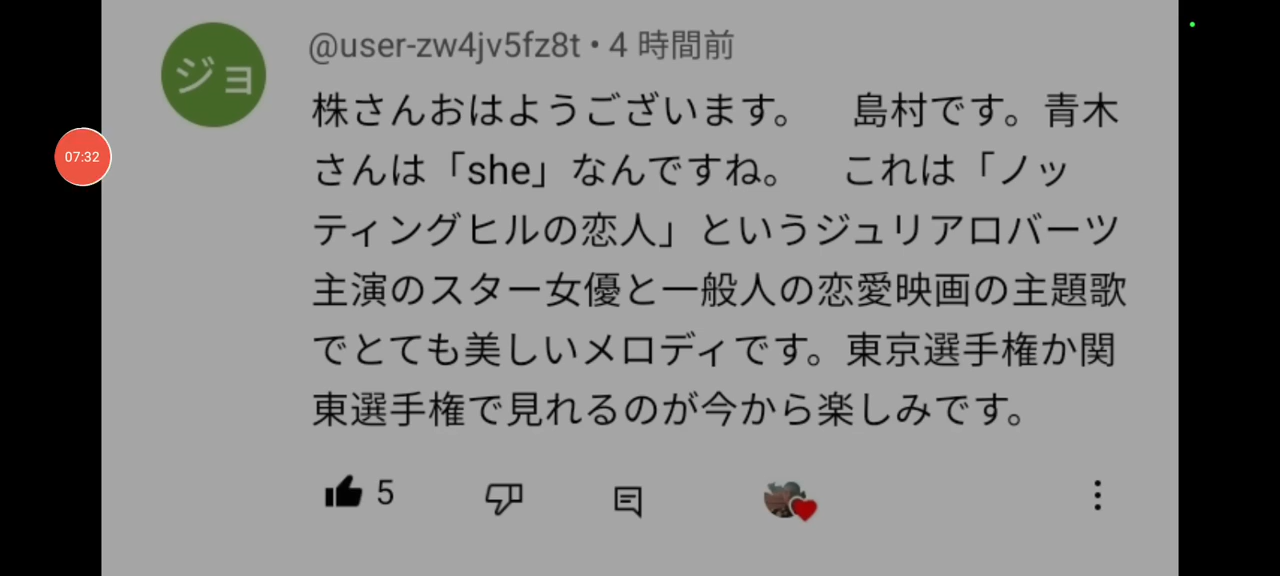 ジョ
@user-zw4jv5fz8t • 4 時間前
株さんおはようございます。　島村です。青木
07:32
さんは「she」なんですね。　これは「ノッ
ティングヒルの恋人」というジュリアロバーツ
主演のスター女優と一般人の恋愛映画の主題歌
でとても美しいメロディです。東京選手権か関
東選手権で見れるのが今から楽しみです。
5